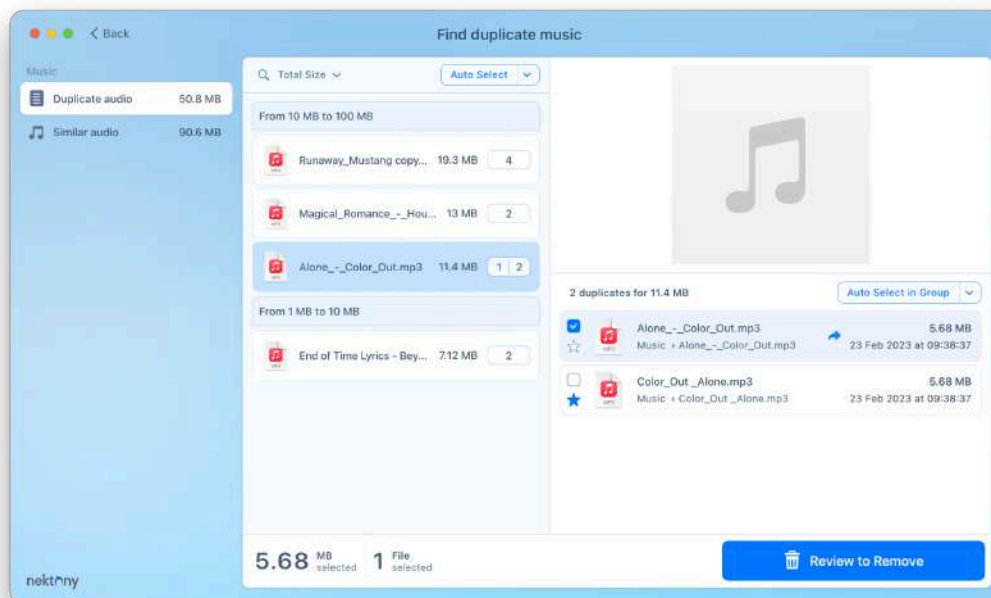 Back
Find duplicate music
Music
Duplicate audio 50.8 MB
Similar audio 90.6 MB
Total Size
Auto Select
From 10 MB to 100 MB
Runaway_Mustang copy... 19.3 MB 4
Magical_Romance_-_Hou... 13 MB 2
Alone_-_Color_Out.mp3 11.4 MB 1 2
From 1 MB to 10 MB
End of Time Lyrics - Bey... 7.12 MB 2
2 duplicates for 11.4 MB
Auto Select in Group
Alone_-_Color_Out.mp3 5.68 MB
Music › Alone_-_Color_Out.mp3 23 Feb 2023 at 09:38:37
Color_Out _Alone.mp3 5.68 MB
Music › Color_Out _Alone.mp3 23 Feb 2023 at 09:38:37
5.68 MB selected
1 File selected
Review to Remove
nektony